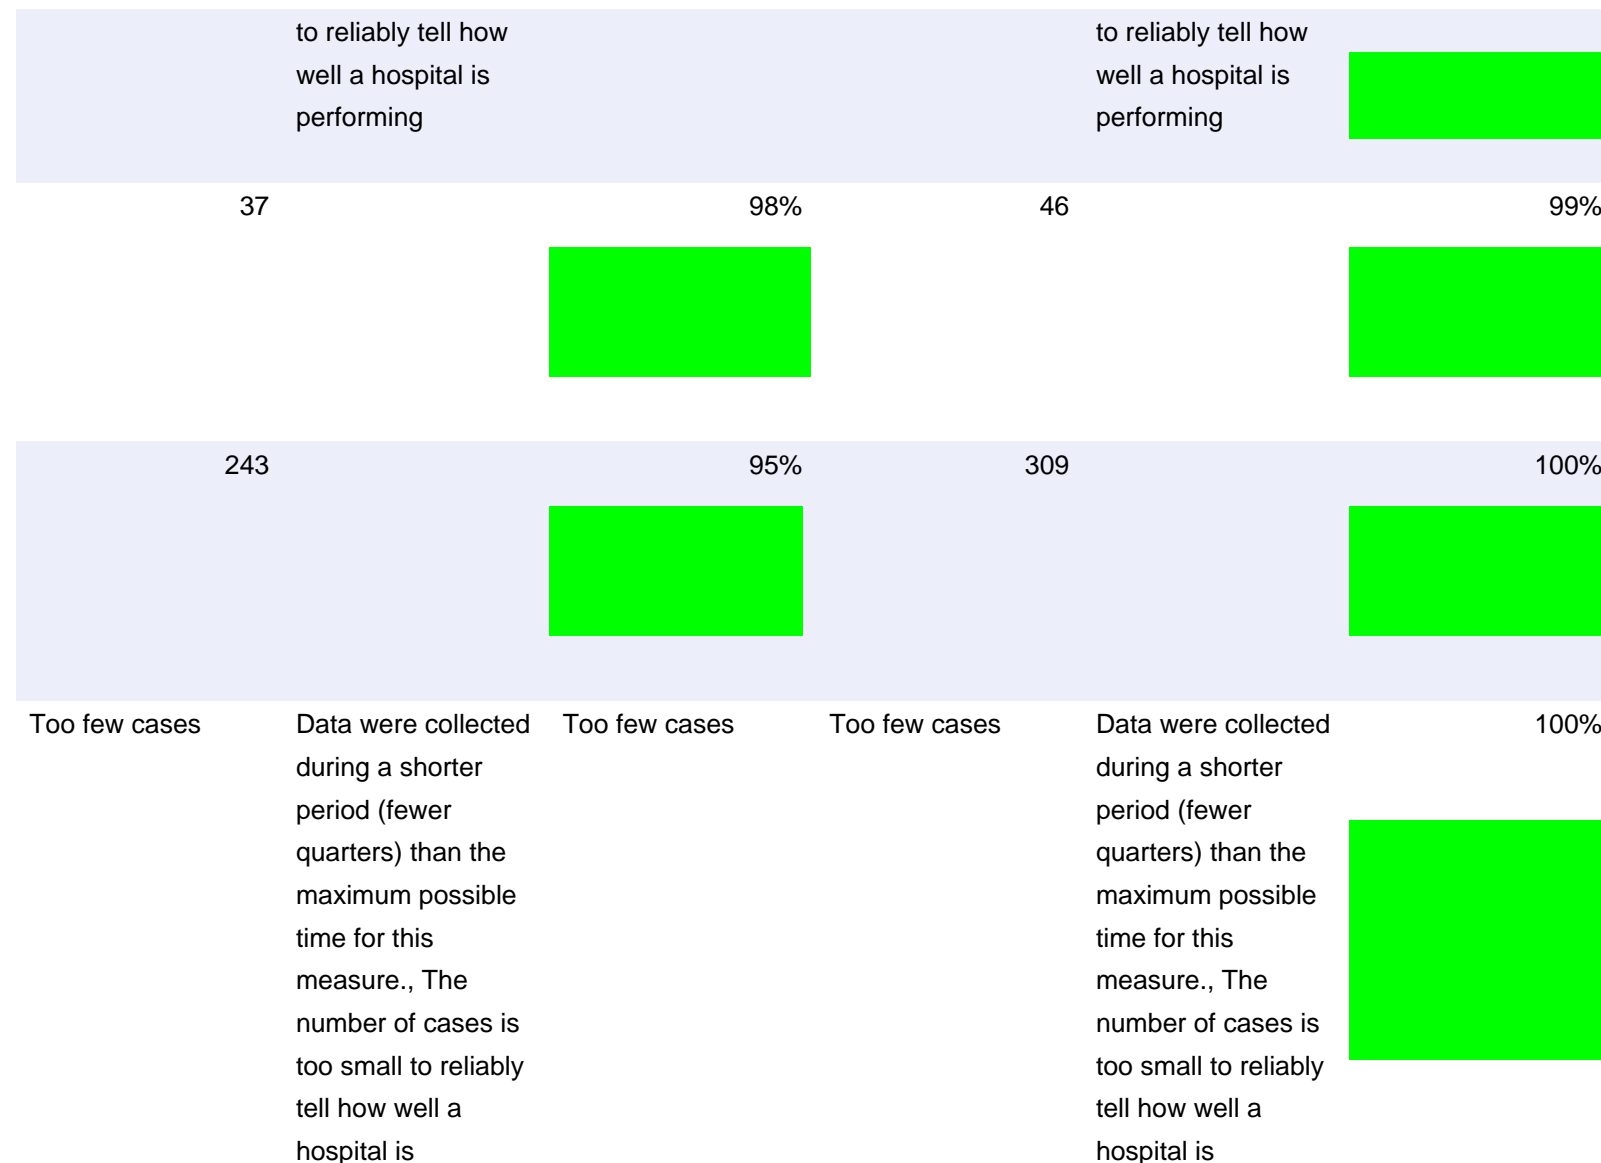 to reliably tell how to reliably tell how
well a hospital is well a hospital is
performing performing
37 98% 46 99%
243 95% 309 100%
Too few cases Data were collected Too few cases Too few cases Data were collected 100%
during a shorter during a shorter
period (fewer period (fewer
quarters) than the quarters) than the
maximum possible maximum possible
time for this time for this
measure., The measure., The
number of cases is number of cases is
too small to reliably too small to reliably
tell how well a tell how well a
hospital is hospital is